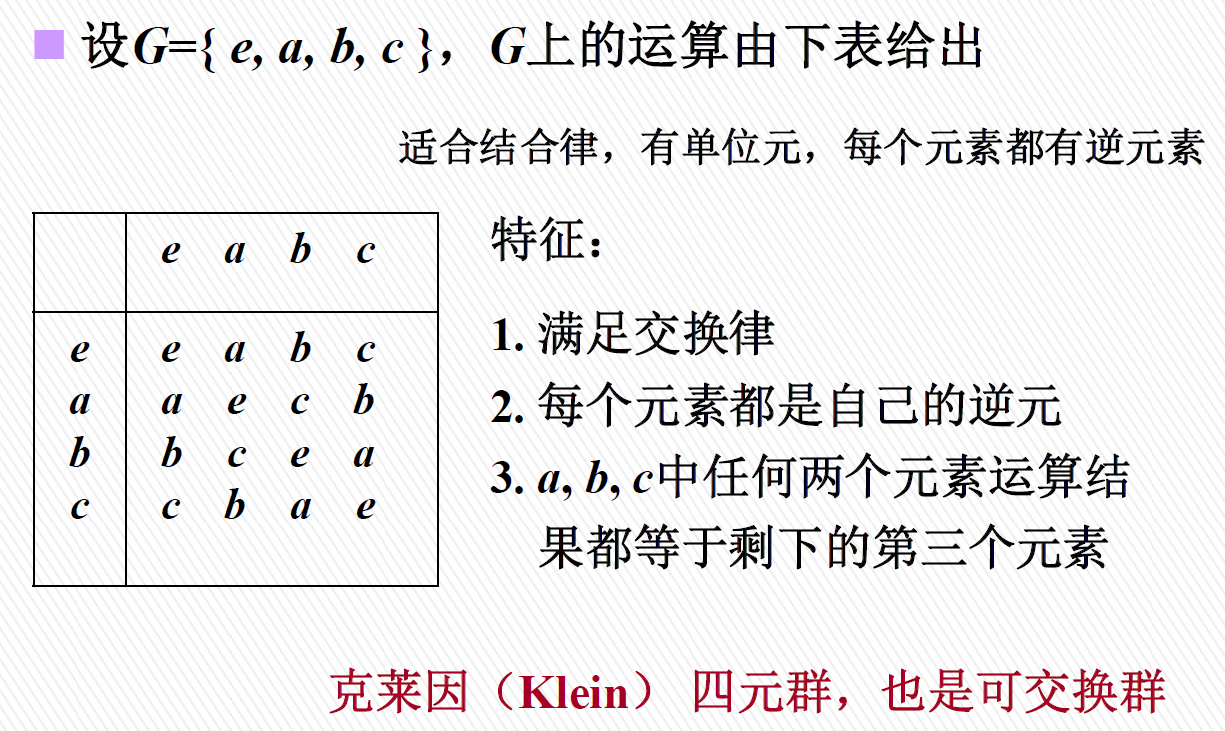 设G={ e, a, b, c }，G上的运算由下表给出
适合结合律，有单位元，每个元素都有逆元素
e a b c
e e a b c
a a e c b
b b c e a
c c b a e
特征：
1. 满足交换律
2. 每个元素都是自己的逆元
3. a, b, c中任何两个元素运算结
果都等于剩下的第三个元素
克莱因（Klein） 四元群，也是可交换群